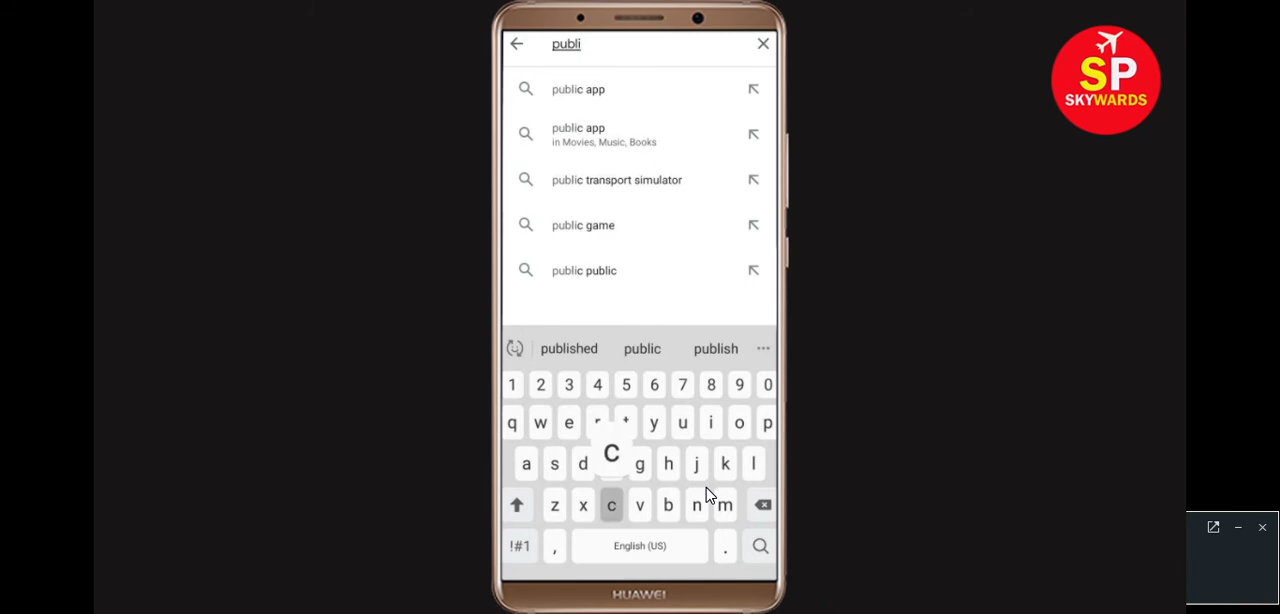 publi
public app
public app
in Movies, Music, Books
public transport simulator
public game
public public
published public publish ...
1 2 3 4 5 6 7 8 9 0
q w e r t y u i o p
a s d C g h j k l
z x c v b n m
!#1 , English (US) .
HUAWEI
SP
SKYWARDS